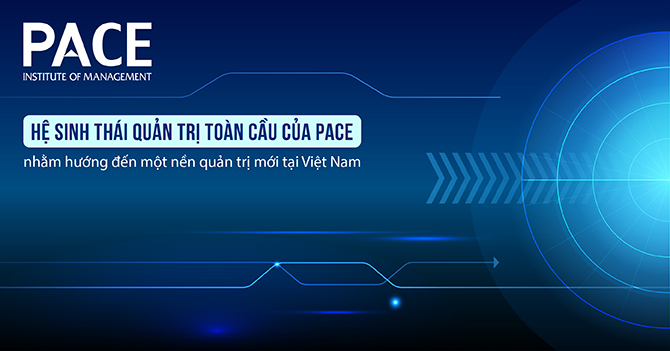 PACE
INSTITUTE OF MANAGEMENT
HỆ SINH THÁI QUẢN TRỊ TOÀN CẦU CỦA PACE
nhằm hướng đến một nền quản trị mới tại Việt Nam